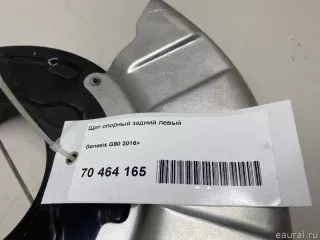 Щит опорный задний левый
Genesis G90 2016>
70 464 165
eaural.ru